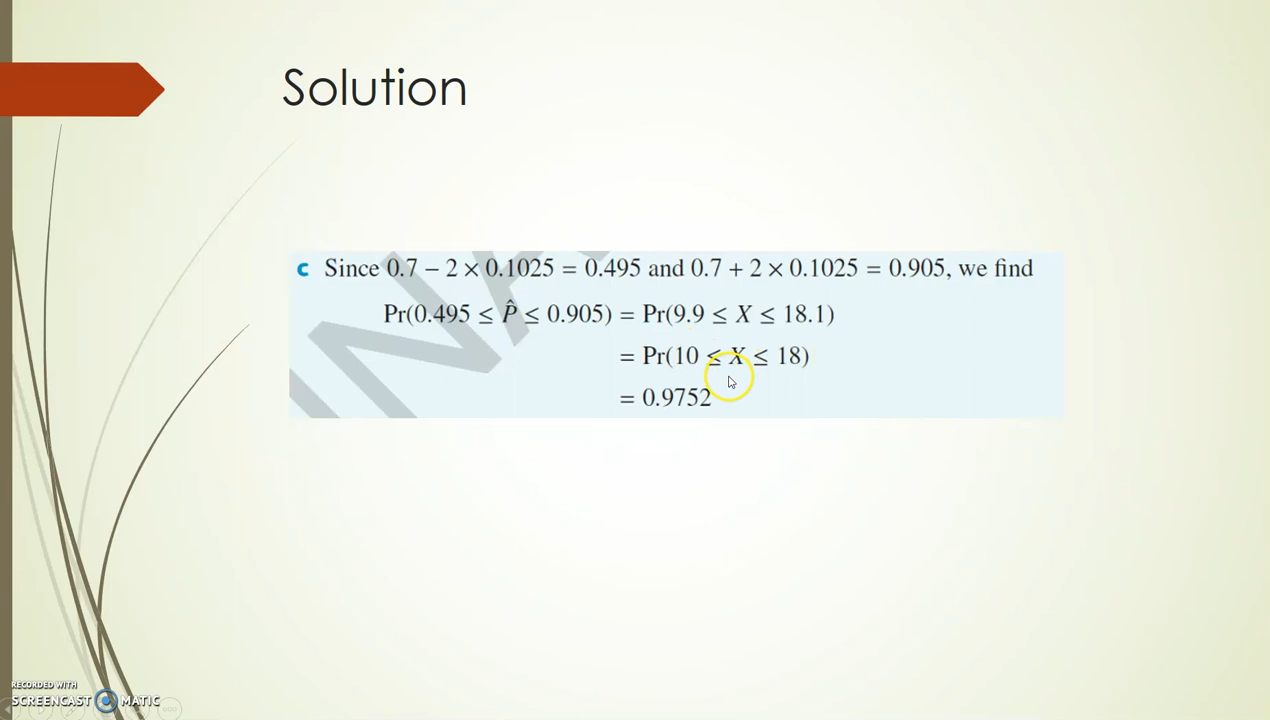 Solution
c Since 0.7 − 2 × 0.1025 = 0.495 and 0.7 + 2 × 0.1025 = 0.905, we find
Pr(0.495 ≤ P̂ ≤ 0.905) = Pr(9.9 ≤ X ≤ 18.1)
= Pr(10 ≤ X ≤ 18)
= 0.9752
RECORDED WITH
SCREENCAST MATIC